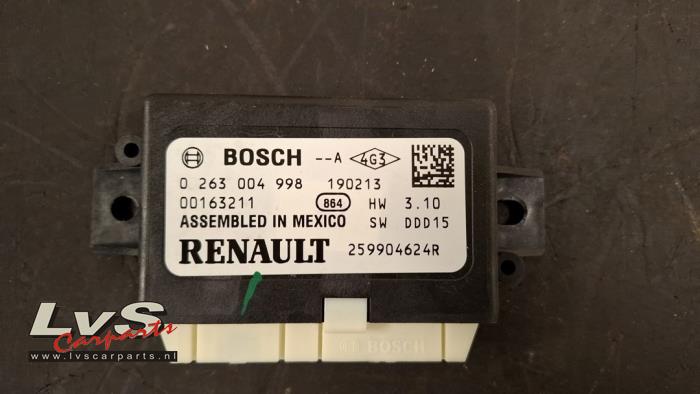 BOSCH --A 4G3
0 263 004 998 190213
00163211 864 HW 3.10
ASSEMBLED IN MEXICO SW DDD15
RENAULT 259904624R
BOSCH
LvS
Carparts
www.lvscarparts.nl